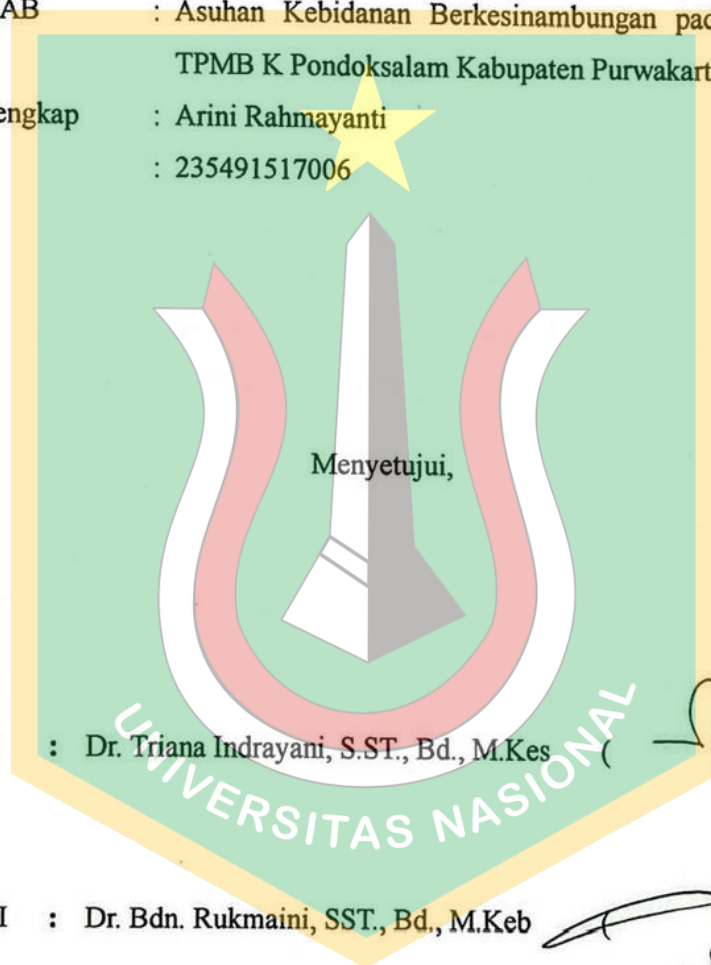 AB : Asuhan Kebidanan Berkesinambungan pac
TPMB K Pondoksalam Kabupaten Purwakart
engkap : Arini Rahmayanti
: 235491517006
Menyetujui,
: Dr. Triana Indrayani, S.ST., Bd., M.Kes (
UNIVERSITAS NASIONAL
I : Dr. Bdn. Rukmaini, SST., Bd., M.Keb (